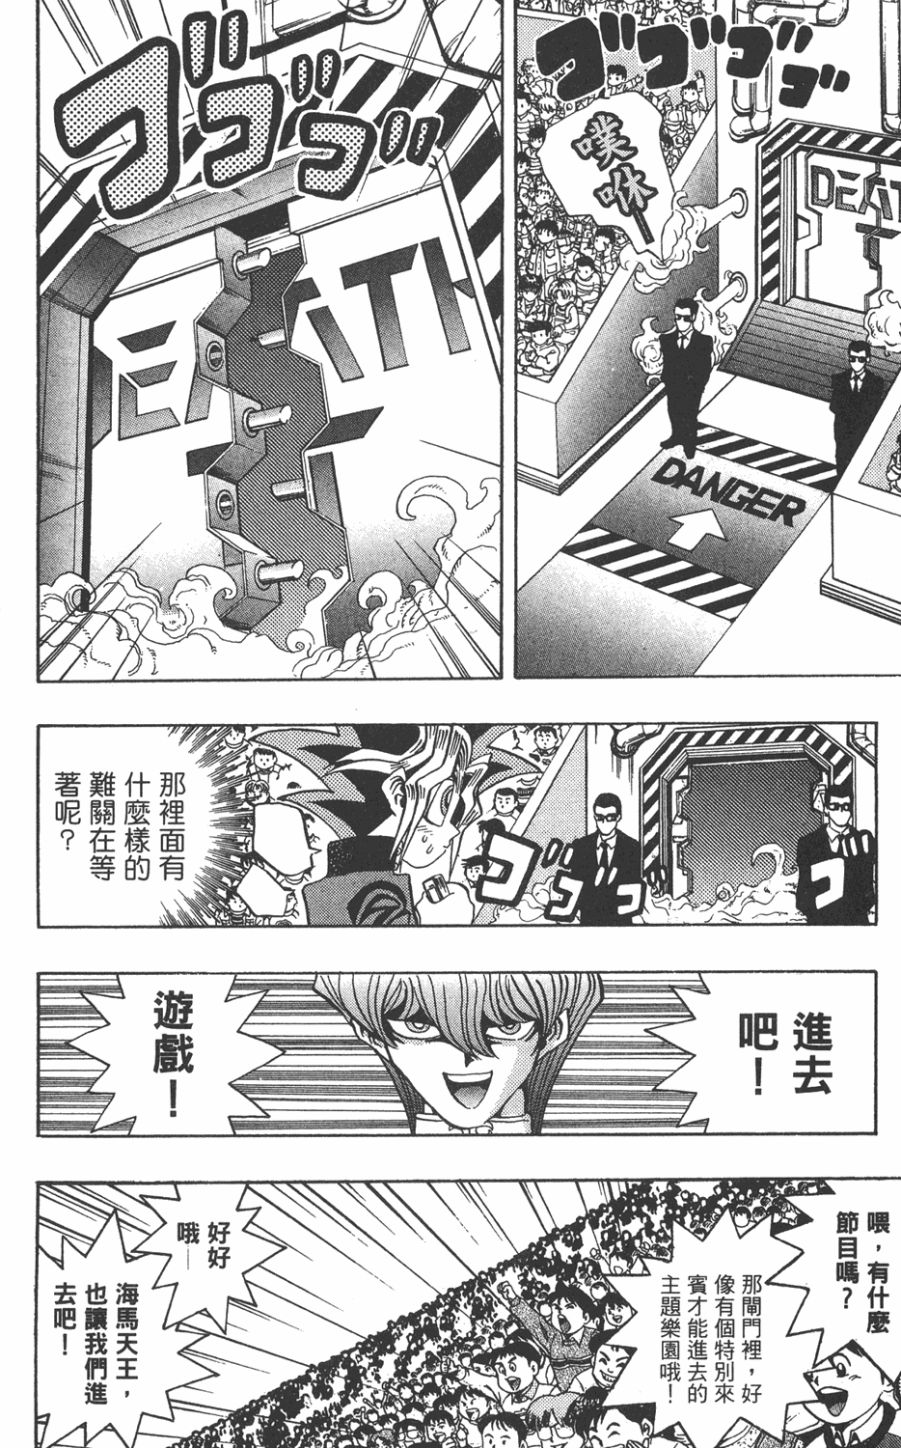 ゴゴゴゴ
噗咻
DEAT
DANGER
ゴゴゴ
DEATH
T
ゴゴゴゴゴ
那裡面有
什麼樣的
難關在等
著呢？
進去
吧！
遊戲！
喂，有什麼
節目嗎？
那閘門裡，好
像有個特別來
賓才能進去的
主題樂園哦！
好好
哦—
海馬天王，
也讓我們進
去吧！